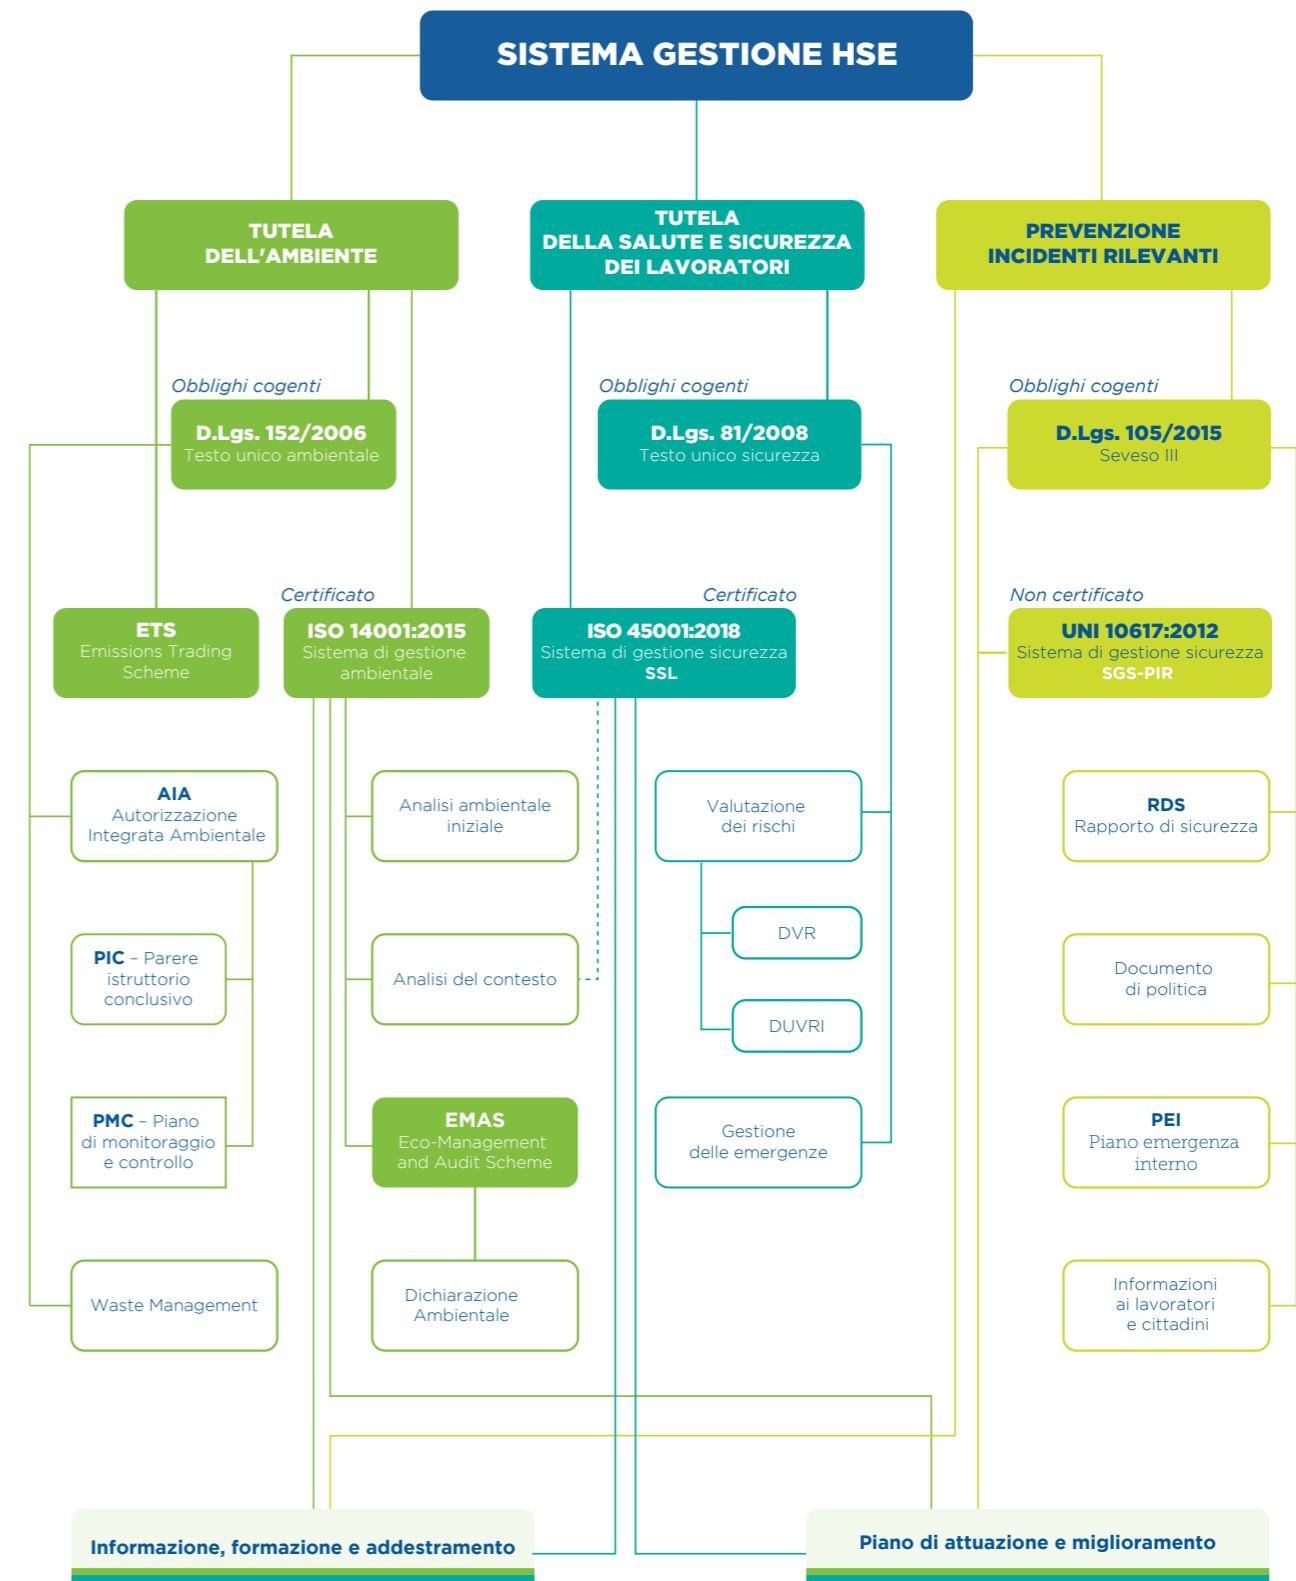 SISTEMA GESTIONE HSE
TUTELA
DELL'AMBIENTE
TUTELA
DELLA SALUTE E SICUREZZA
DEI LAVORATORI
PREVENZIONE
INCIDENTI RILEVANTI
Obblighi cogenti
D.Lgs. 152/2006
Testo unico ambientale
Obblighi cogenti
D.Lgs. 81/2008
Testo unico sicurezza
Obblighi cogenti
D.Lgs. 105/2015
Seveso III
ETS
Emissions Trading
Scheme
Certificato
ISO 14001:2015
Sistema di gestione
ambientale
Certificato
ISO 45001:2018
Sistema di gestione sicurezza
SSL
Non certificato
UNI 10617:2012
Sistema di gestione sicurezza
SGS-PIR
AIA
Autorizzazione
Integrata Ambientale
Analisi ambientale
iniziale
Valutazione
dei rischi
RDS
Rapporto di sicurezza
PIC – Parere
istruttorio
conclusivo
Analisi del contesto
DVR
DUVRI
Documento
di politica
PMC – Piano
di monitoraggio
e controllo
EMAS
Eco-Management
and Audit Scheme
Gestione
delle emergenze
PEI
Piano emergenza
interno
Waste Management
Dichiarazione
Ambientale
Informazioni
ai lavoratori
e cittadini
Informazione, formazione e addestramento
Piano di attuazione e miglioramento